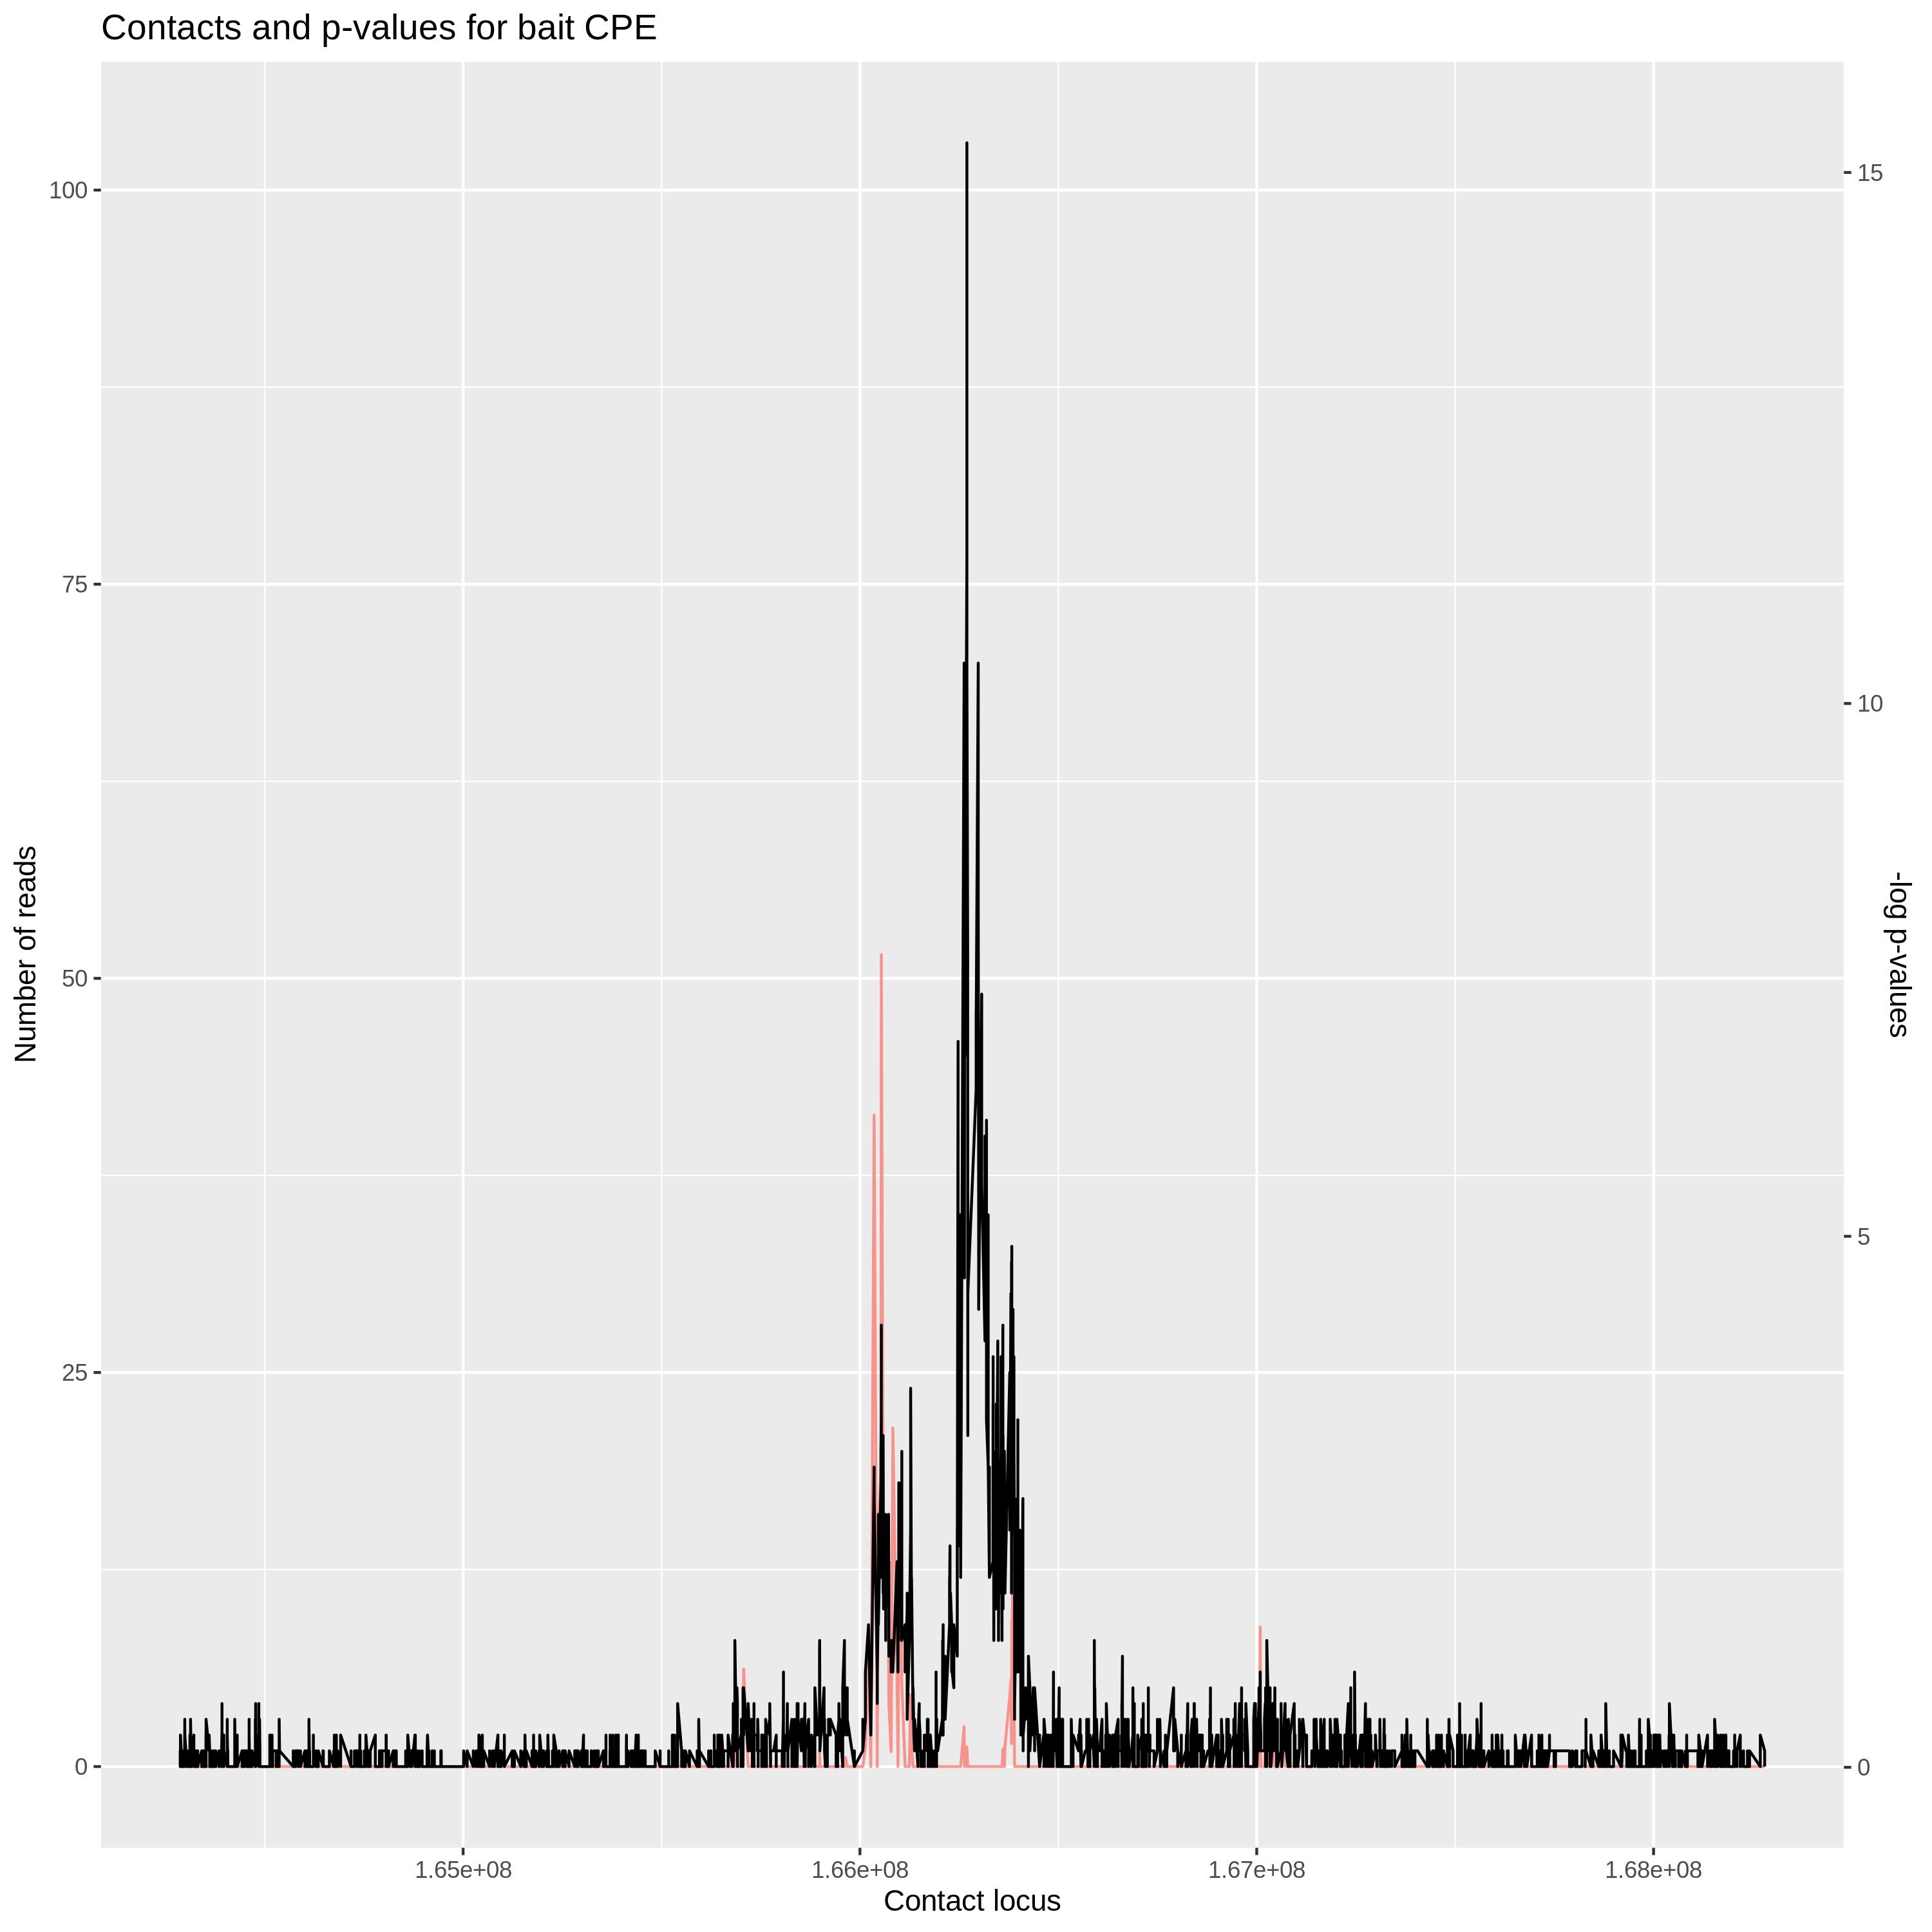 Contacts and p-values for bait CPE
100
75
50
25
0
Number of reads
15
10
5
0
-log p-values
1.65e+08
1.66e+08
1.67e+08
1.68e+08
Contact locus